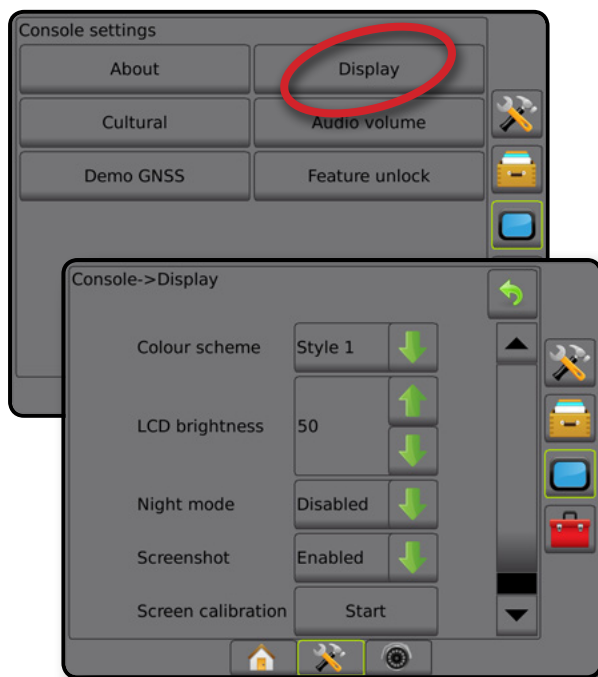 Console settings
About
Display
Cultural
Audio volume
Demo GNSS
Feature unlock
Console->Display
Colour scheme
Style 1
LCD brightness
50
Night mode
Disabled
Screenshot
Enabled
Screen calibration
Start